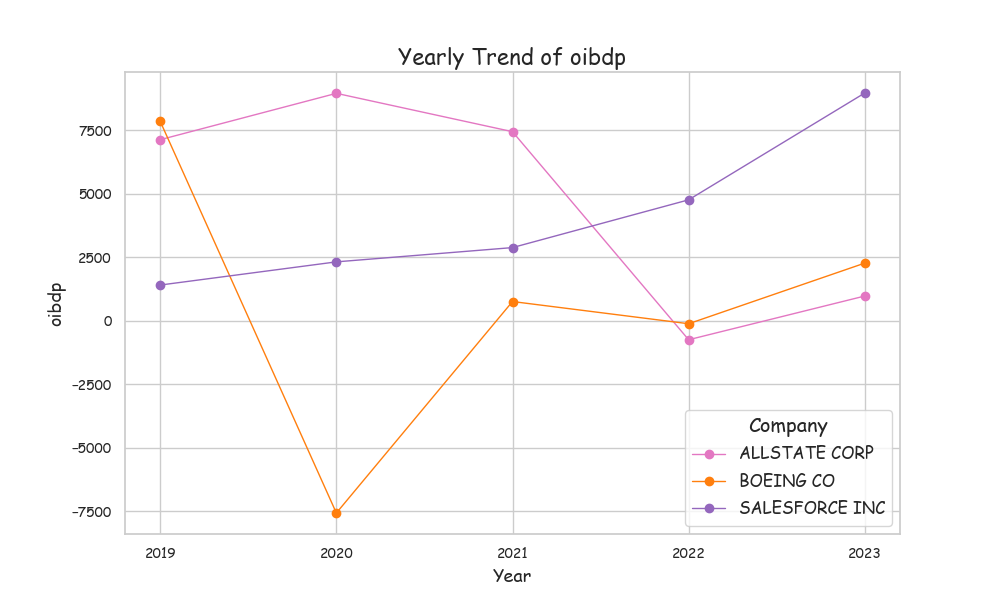 Yearly Trend of oibdp
oibdp
7500
5000
2500
0
−2500
−5000
−7500
2019 2020 2021 2022 2023
Year
Company
ALLSTATE CORP
BOEING CO
SALESFORCE INC